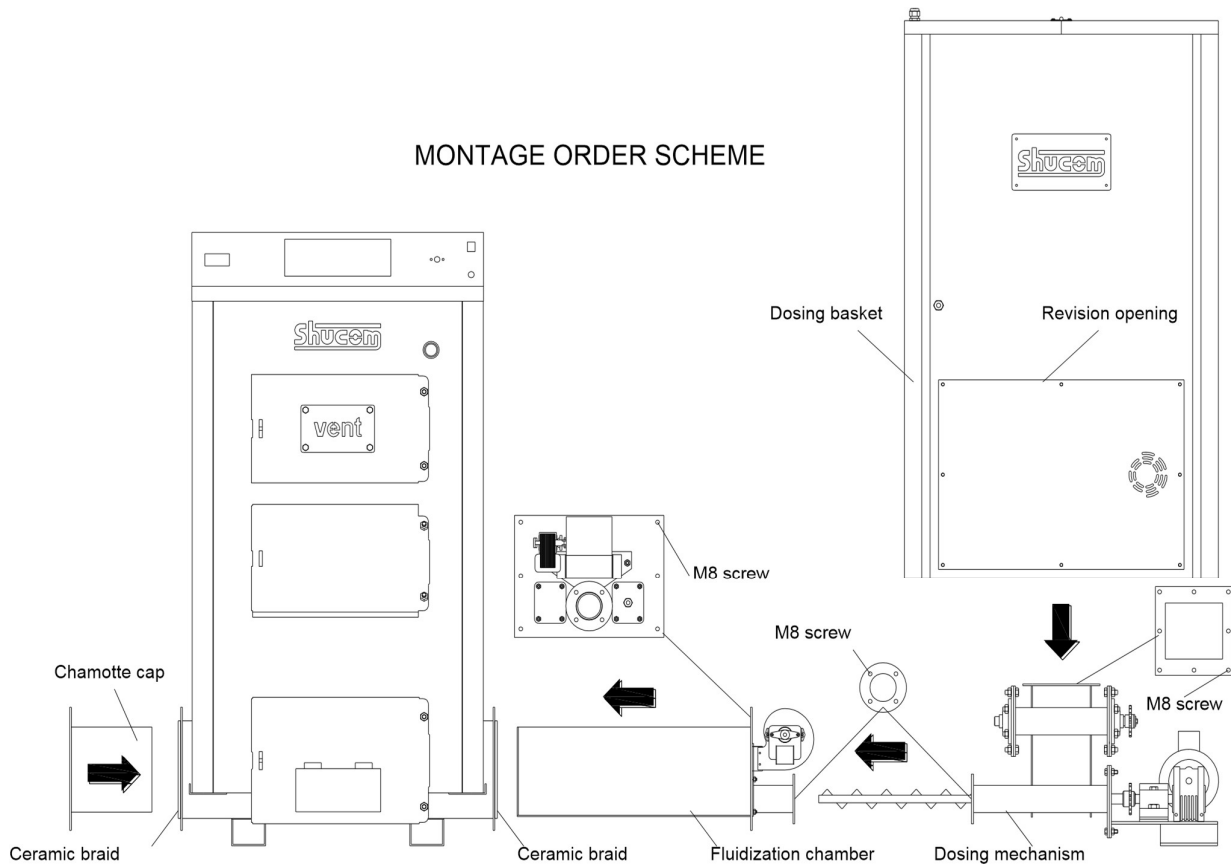 MONTAGE ORDER SCHEME
Shucom
Dosing basket
Revision opening
Shucom
vent
M8 screw
M8 screw
Chamotte cap
M8 screw
Ceramic braid
Ceramic braid
Fluidization chamber
Dosing mechanism